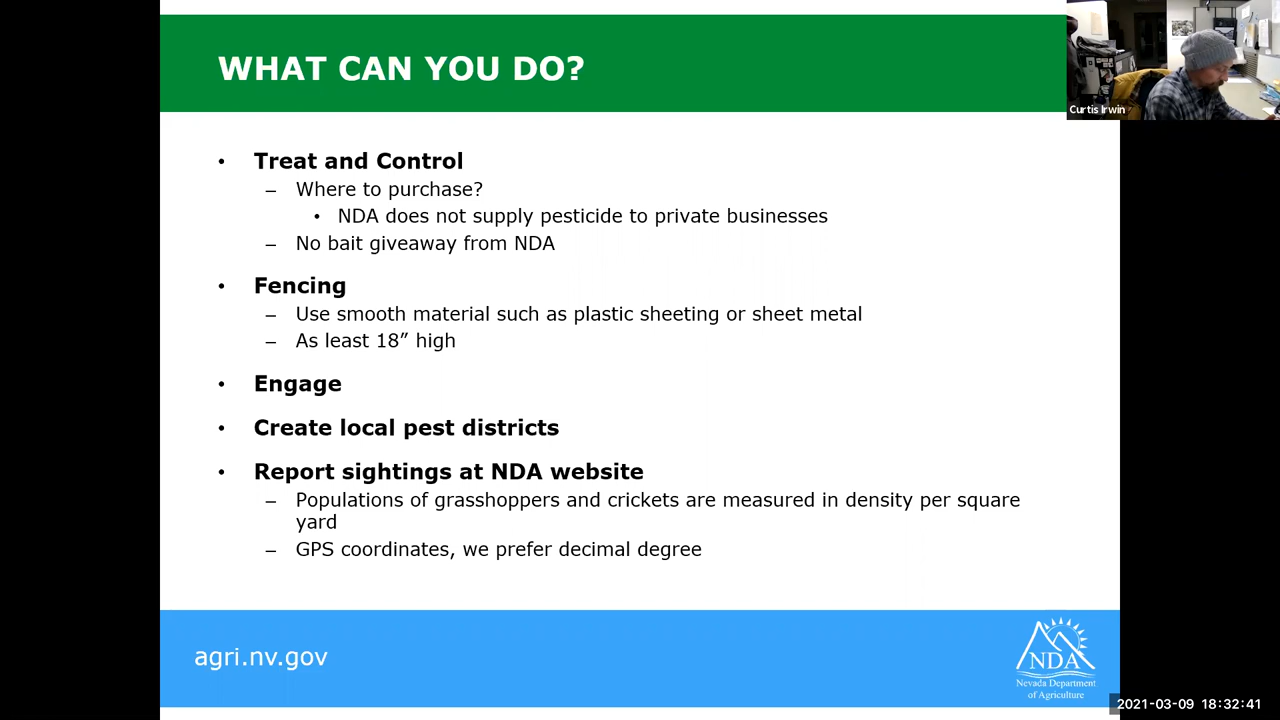 WHAT CAN YOU DO?
Curtis Irwin
• Treat and Control
– Where to purchase?
• NDA does not supply pesticide to private businesses
– No bait giveaway from NDA
• Fencing
– Use smooth material such as plastic sheeting or sheet metal
– As least 18” high
• Engage
• Create local pest districts
• Report sightings at NDA website
– Populations of grasshoppers and crickets are measured in density per square
yard
– GPS coordinates, we prefer decimal degree
agri.nv.gov
NDA
Nevada Department
of Agriculture
2021-03-09 18:32:41